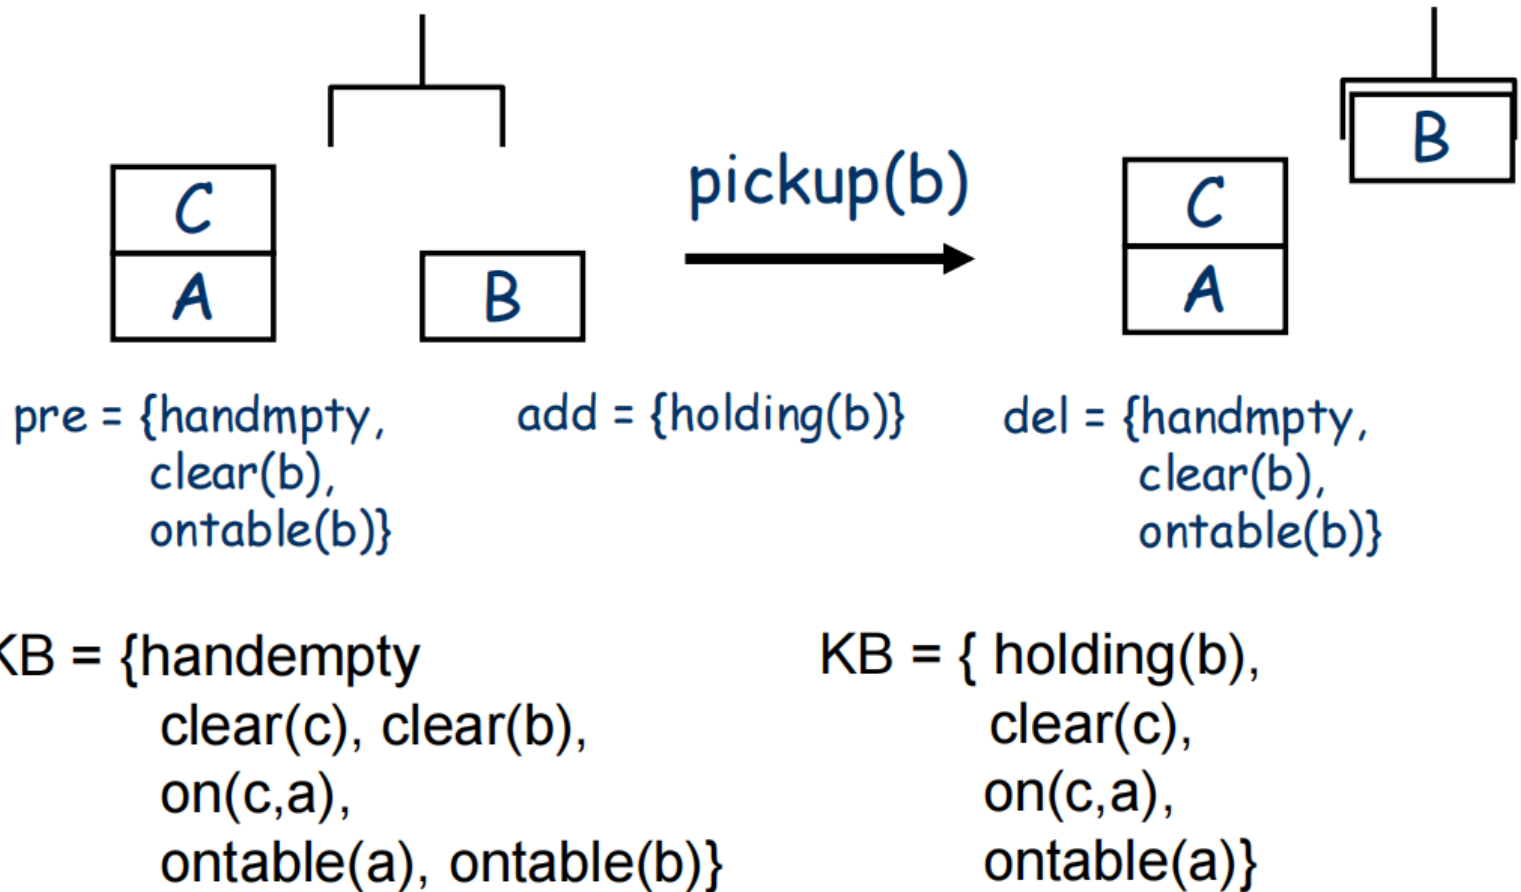 C
A
B
pickup(b)
C
A
B
pre = {handmpty,
clear(b),
ontable(b)}
add = {holding(b)}
del = {handmpty,
clear(b),
ontable(b)}
KB = {handempty
clear(c), clear(b),
on(c,a),
ontable(a), ontable(b)}
KB = { holding(b),
clear(c),
on(c,a),
ontable(a)}